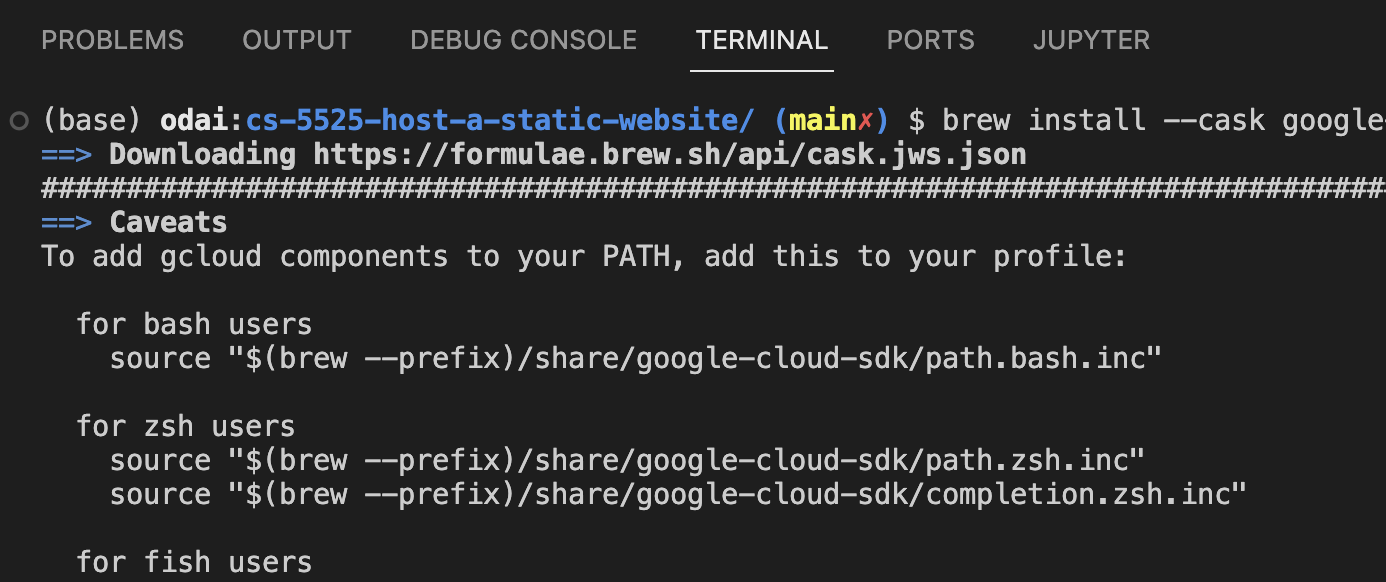 PROBLEMS OUTPUT DEBUG CONSOLE TERMINAL PORTS JUPYTER
(base) odai:cs-5525-host-a-static-website/ (main✗) $ brew install --cask google
==> Downloading https://formulae.brew.sh/api/cask.jws.json
###############################################################################
==> Caveats
To add gcloud components to your PATH, add this to your profile:
for bash users
source "$(brew --prefix)/share/google-cloud-sdk/path.bash.inc"
for zsh users
source "$(brew --prefix)/share/google-cloud-sdk/path.zsh.inc"
source "$(brew --prefix)/share/google-cloud-sdk/completion.zsh.inc"
for fish users